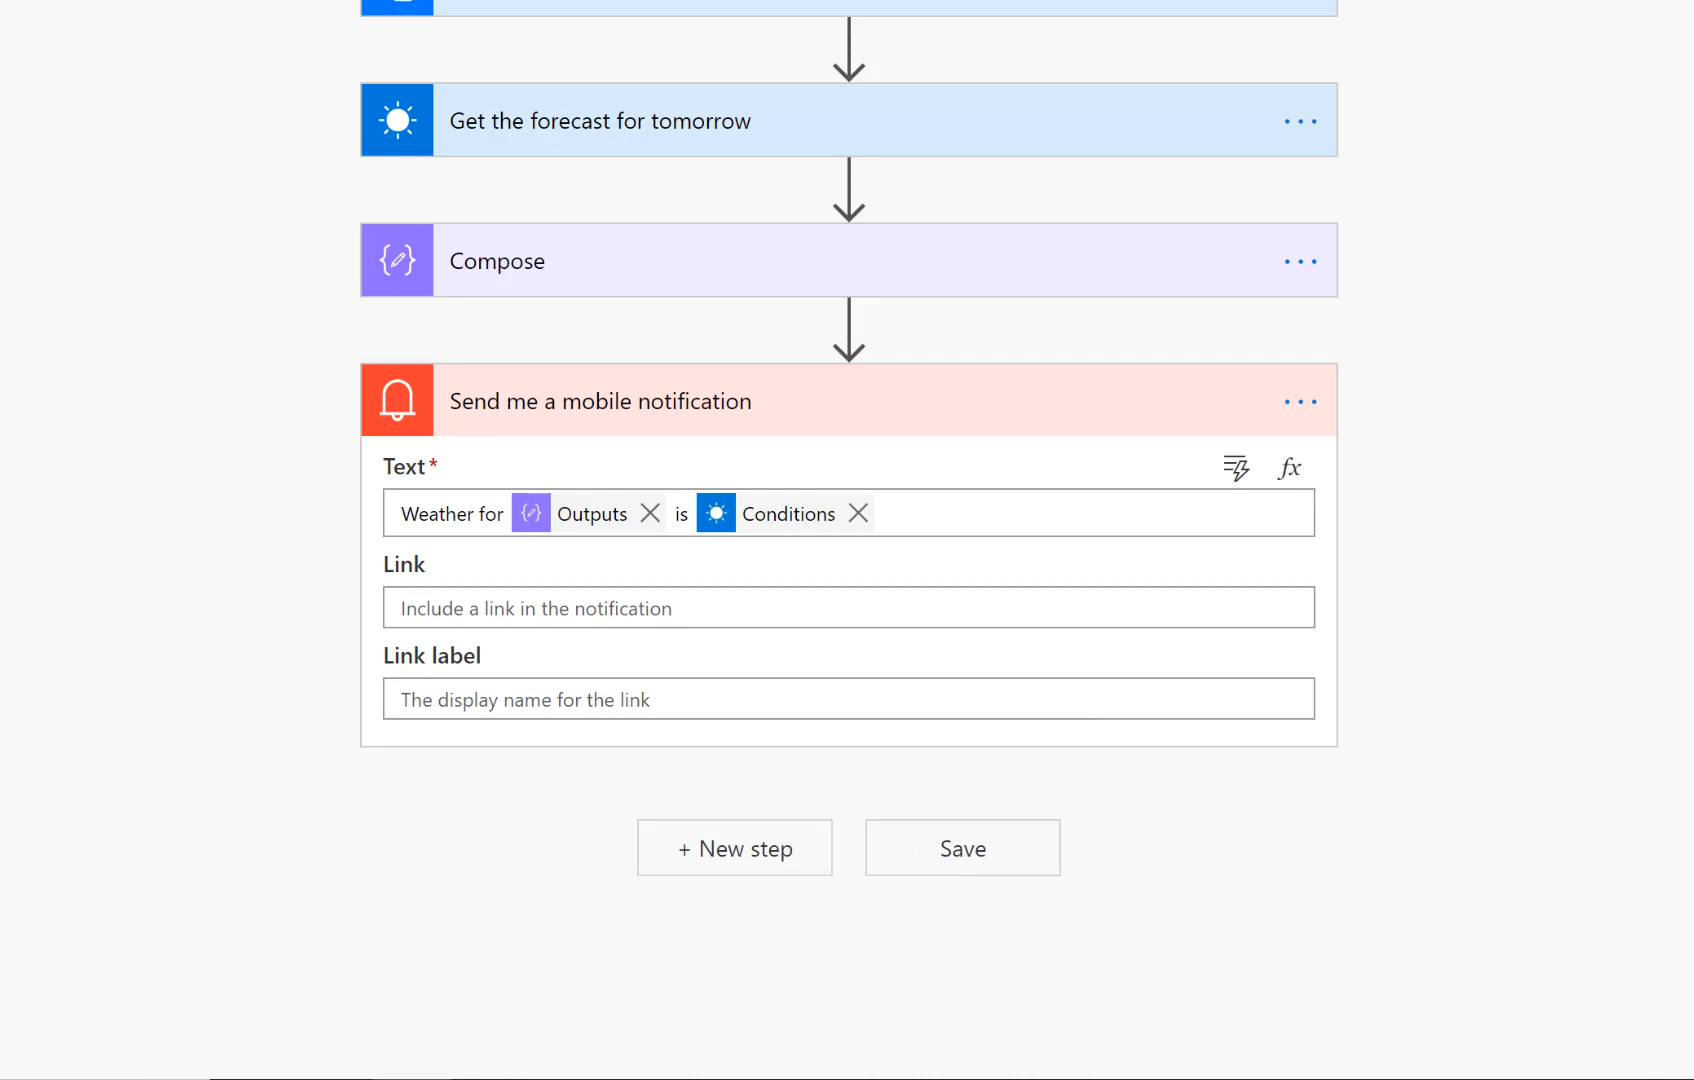 Get the forecast for tomorrow
Compose
Send me a mobile notification
Text*
fx
Weather for Outputs is Conditions
Link
Include a link in the notification
Link label
The display name for the link
+ New step
Save